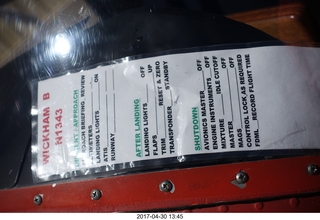 WICKHAM B
N1343
APPROACH
REVIEW
LANDING LIGHTS ON
ATIS
RUNWAY
AFTER LANDING
LANDING LIGHTS OFF
FLAPS UP
TRIM RESET & ZERO
TRANSPONDER STANDBY
SHUTDOWN
AVIONICS MASTER OFF
ENGINE INSTRUMENTS
MIXTURE IDLE CUTOFF
MASTER OFF
MAGS OFF
CONTROL LOCK AS REQUIRED
RECORD FLIGHT TIME
2017-04-30 13:45